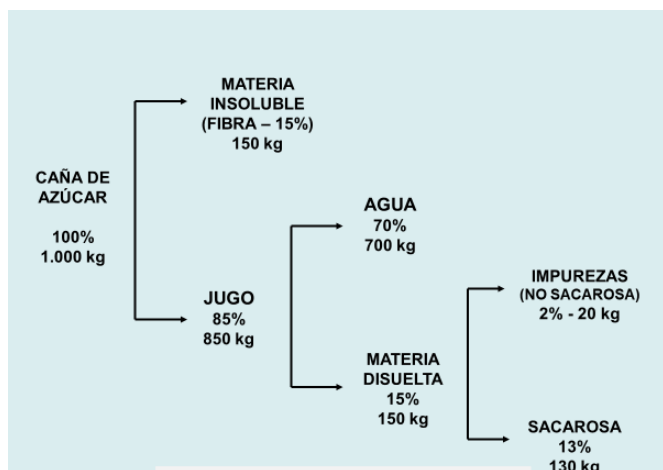 MATERIA
INSOLUBLE
(FIBRA – 15%)
150 kg
CAÑA DE
AZÚCAR
100%
1.000 kg
AGUA
70%
700 kg
JUGO
85%
850 kg
IMPUREZAS
(NO SACAROSA)
2% - 20 kg
MATERIA
DISUELTA
15%
150 kg
SACAROSA
13%
130 kg